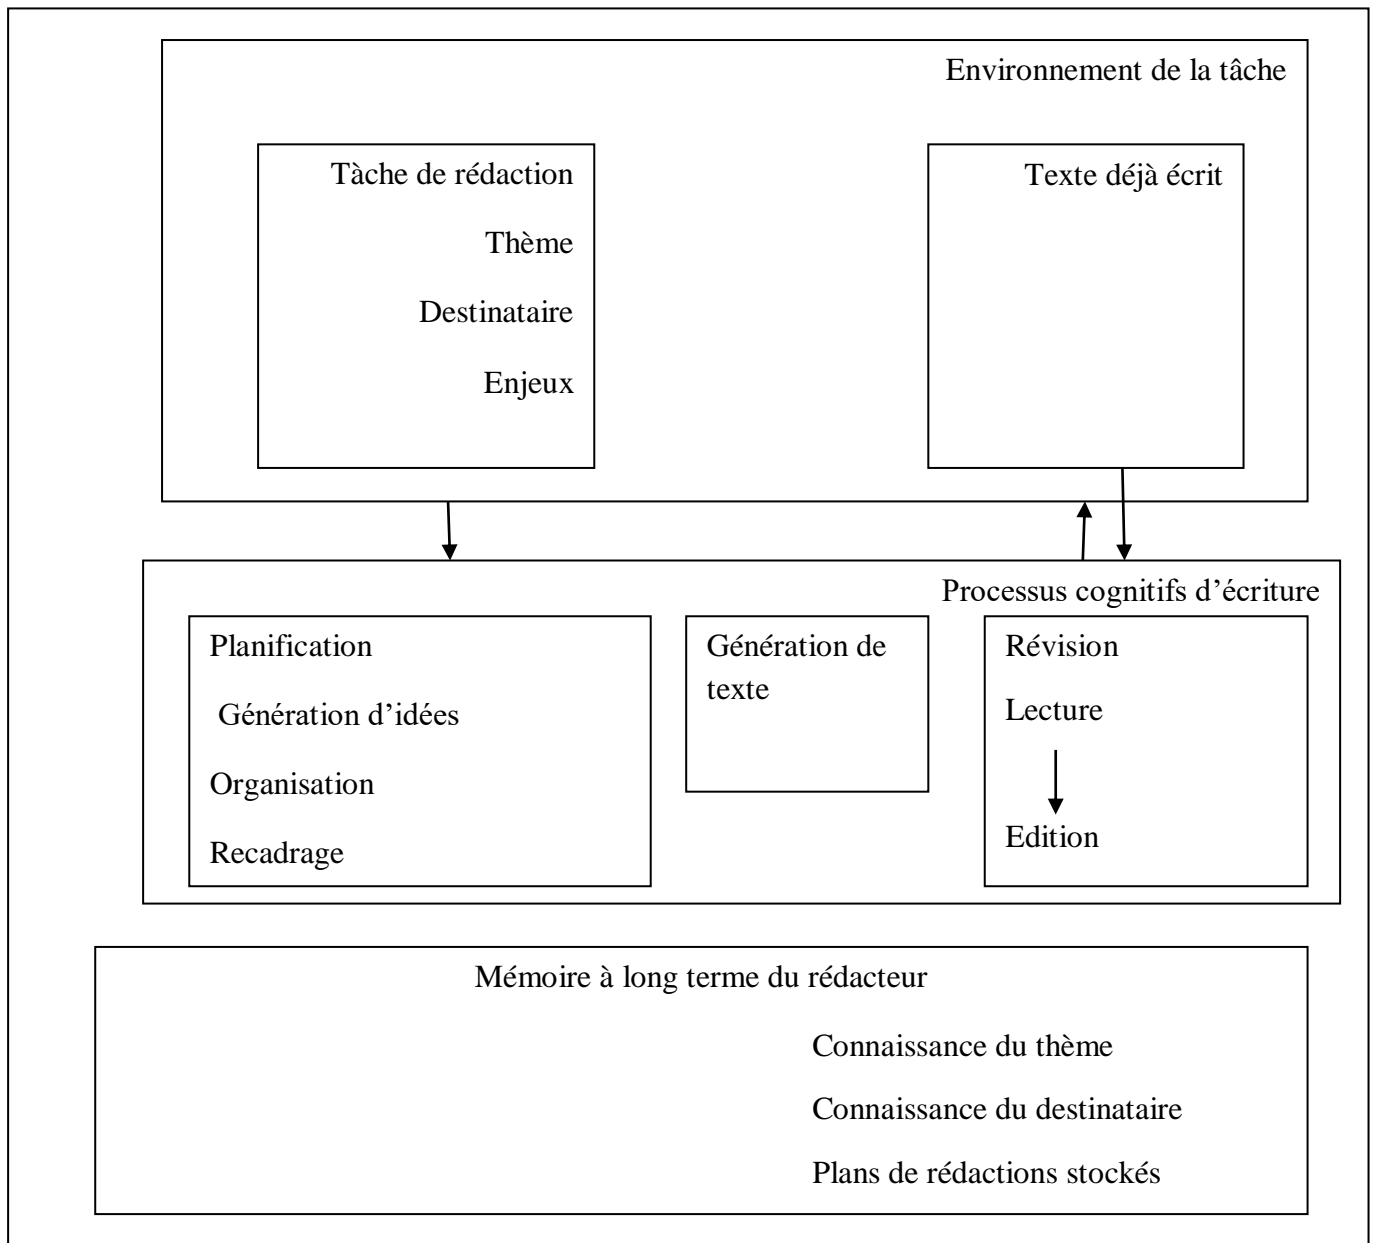 Environnement de la tâche
Tàche de rédaction
Thème
Destinataire
Enjeux
Texte déjà écrit
Processus cognitifs d’écriture
Planification
Génération d’idées
Organisation
Recadrage
Génération de
texte
Révision
Lecture
Edition
Mémoire à long terme du rédacteur
Connaissance du thème
Connaissance du destinataire
Plans de rédactions stockés